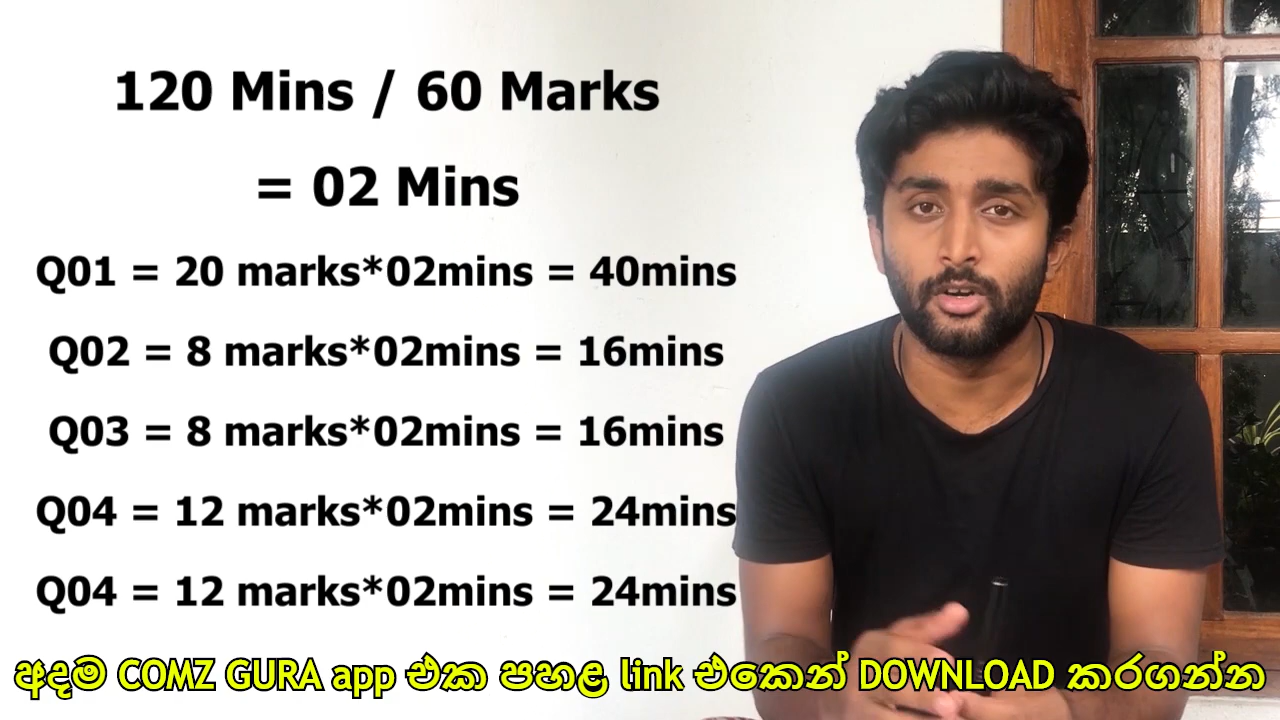 120 Mins / 60 Marks
= 02 Mins
Q01 = 20 marks*02mins = 40mins
Q02 = 8 marks*02mins = 16mins
Q03 = 8 marks*02mins = 16mins
Q04 = 12 marks*02mins = 24mins
Q04 = 12 marks*02mins = 24mins
අදම COMZ GURA app එක පහළ link එකෙන් DOWNLOAD කරගන්න